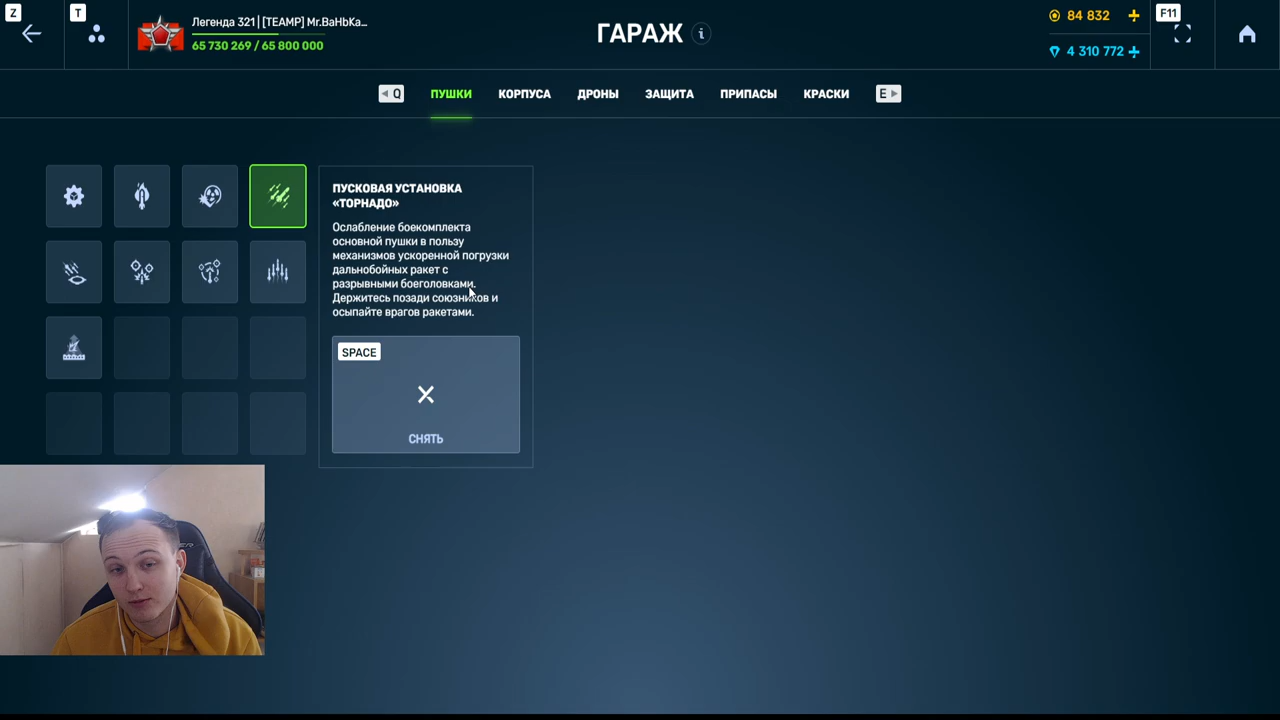 Z
T
Легенда 321 | [TEAMP] Mr.BaHbKa...
65 730 269 / 65 800 000
ГАРАЖ
i
84 832
4 310 772
F11
Q
ПУШКИ
КОРПУСА
ДРОНЫ
ЗАЩИТА
ПРИПАСЫ
КРАСКИ
E
ПУСКОВАЯ УСТАНОВКА
«ТОРНАДО»
Ослабление боекомплекта
основной пушки в пользу
механизмов ускоренной погрузки
дальнобойных ракет с
разрывными боеголовками.
Держитесь позади союзников и
осыпайте врагов ракетами.
SPACE
СНЯТЬ